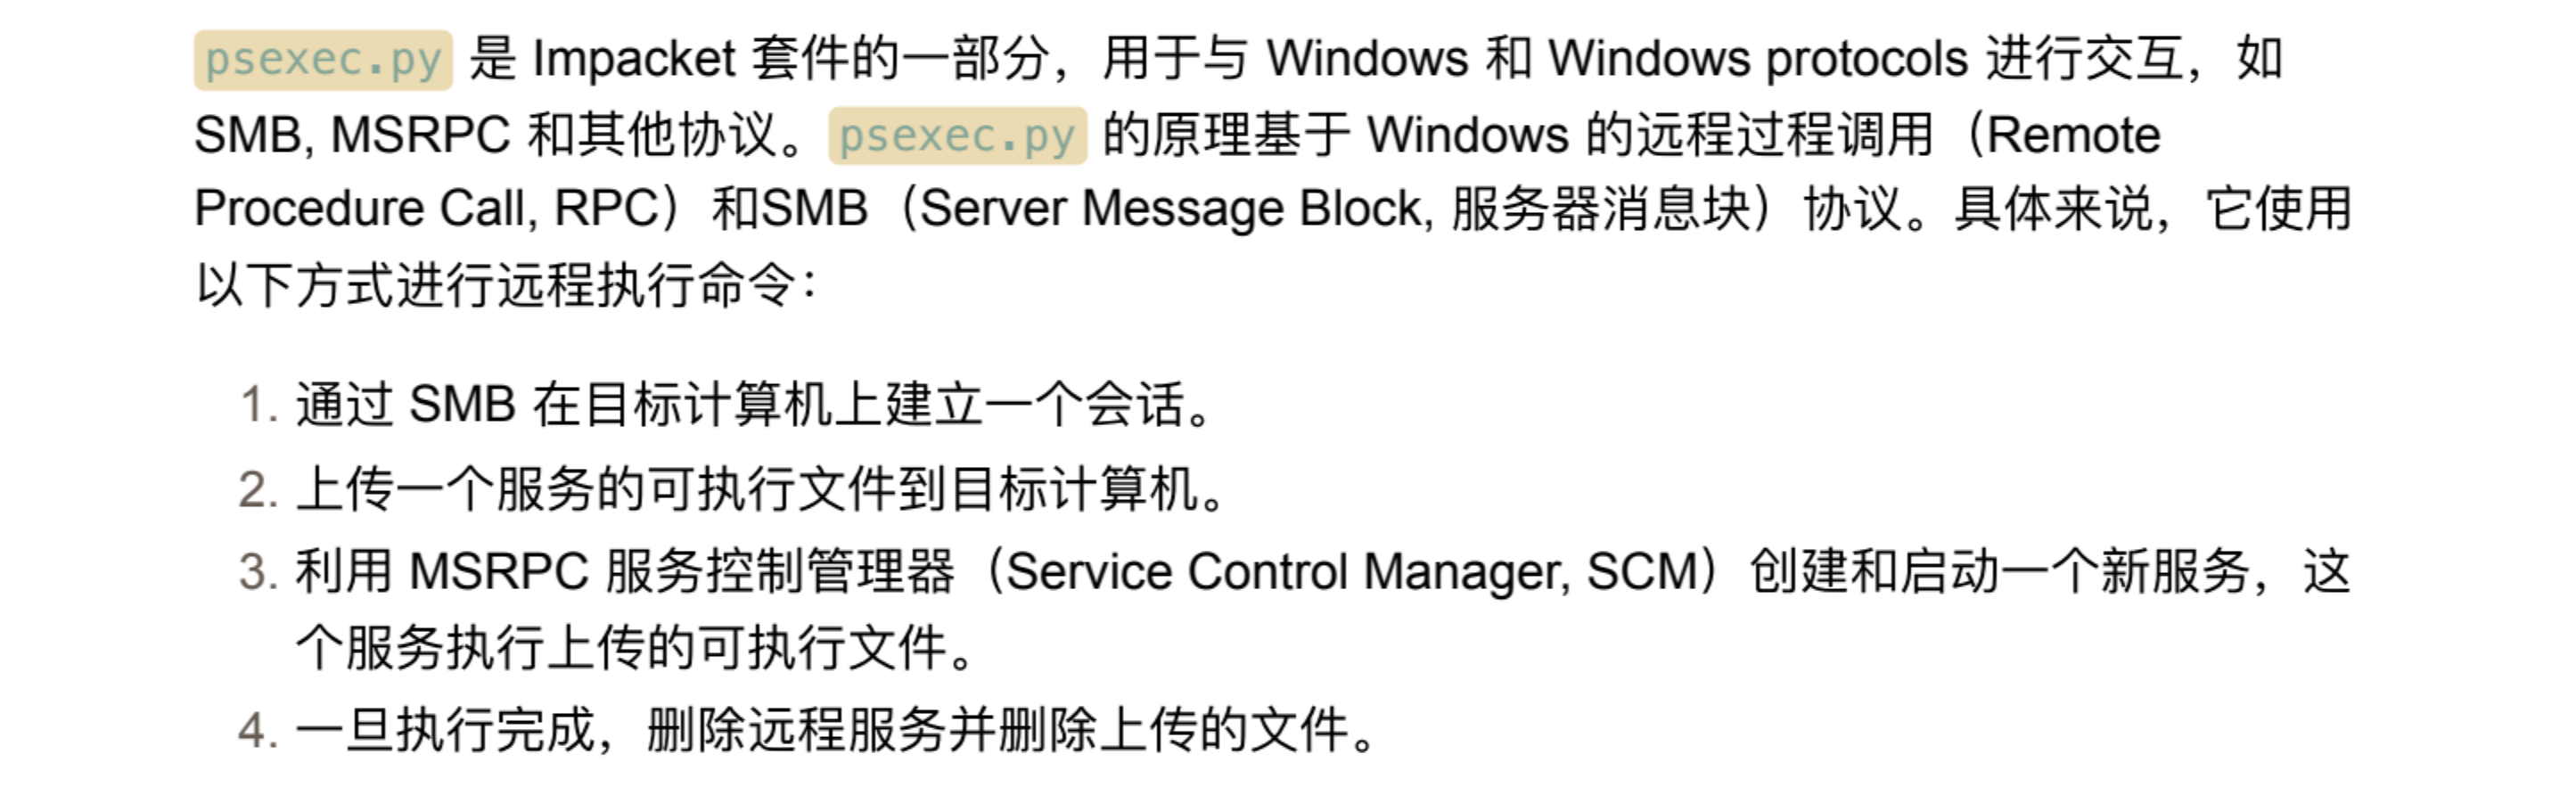 psexec.py 是 Impacket 套件的一部分，用于与 Windows 和 Windows protocols 进行交互，如
SMB, MSRPC 和其他协议。psexec.py 的原理基于 Windows 的远程过程调用（Remote
Procedure Call, RPC）和SMB（Server Message Block, 服务器消息块）协议。具体来说，它使用
以下方式进行远程执行命令：
1. 通过 SMB 在目标计算机上建立一个会话。
2. 上传一个服务的可执行文件到目标计算机。
3. 利用 MSRPC 服务控制管理器（Service Control Manager, SCM）创建和启动一个新服务，这
个服务执行上传的可执行文件。
4. 一旦执行完成，删除远程服务并删除上传的文件。